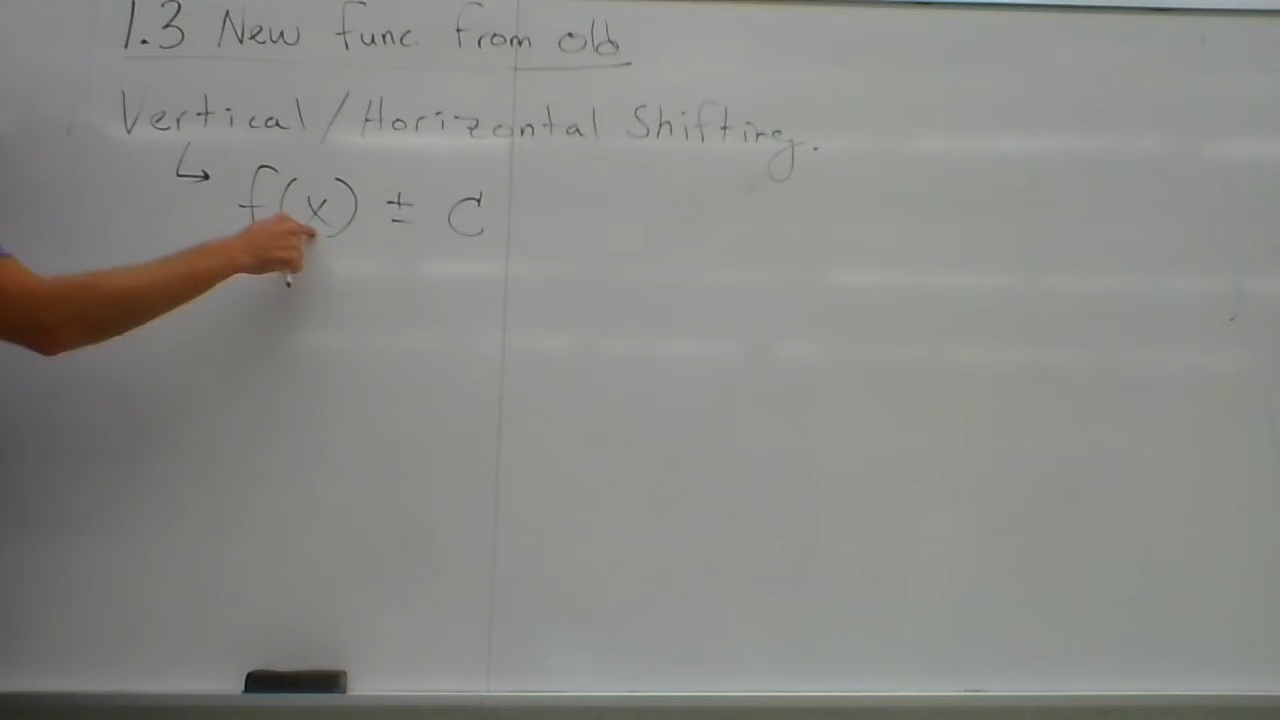 1.3 New func. from old
Vertical / Horizontal Shifting.
↳ f(x) ± C